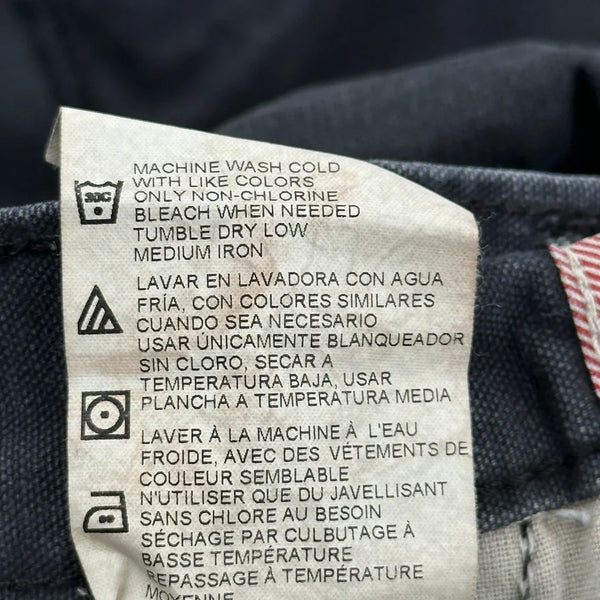 30C
MACHINE WASH COLD
WITH LIKE COLORS
ONLY NON-CHLORINE
BLEACH WHEN NEEDED
TUMBLE DRY LOW
MEDIUM IRON
LAVAR EN LAVADORA CON AGUA
FRÍA, CON COLORES SIMILARES
CUANDO SEA NECESARIO
USAR ÚNICAMENTE BLANQUEADOR
SIN CLORO, SECAR A
TEMPERATURA BAJA, USAR
PLANCHA A TEMPERATURA MEDIA
LAVER À LA MACHINE À L'EAU
FROIDE, AVEC DES VÊTEMENTS DE
COULEUR SEMBLABLE
N'UTILISER QUE DU JAVELLISANT
SANS CHLORE AU BESOIN
SÉCHAGE PAR CULBUTAGE À
BASSE TEMPÉRATURE
REPASSAGE À TEMPÉRATURE
MOYENNE